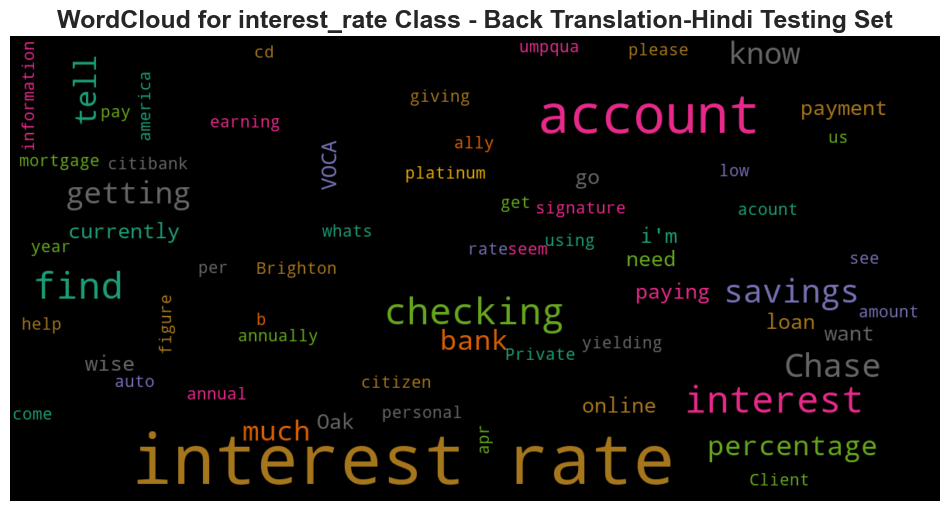 WordCloud for interest_rate Class - Back Translation-Hindi Testing Set
information
tell
cd
umpqua
please
know
pay
america
giving
account
payment
earning
us
mortgage
citibank
VOCA
ally
platinum
go
low
getting
get
signature
acount
currently
whats
using
i'm
year
rate
seem
need
see
per
Brighton
find
paying
savings
amount
help
figure
b
checking
loan
annually
bank
Private
yielding
want
wise
Chase
auto
citizen
come
annual
Oak
personal
online
interest
much
apr
percentage
interest rate
Client